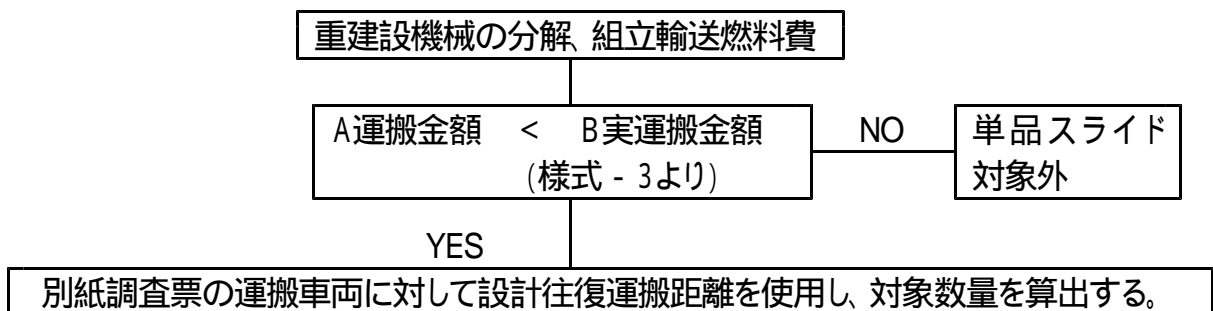 重建設機械の分解、組立輸送燃料費
A運搬金額 < B実運搬金額
(様式 - 3より)
NO
単品スライド
対象外
YES
別紙調査票の運搬車両に対して設計往復運搬距離を使用し、対象数量を算出する。